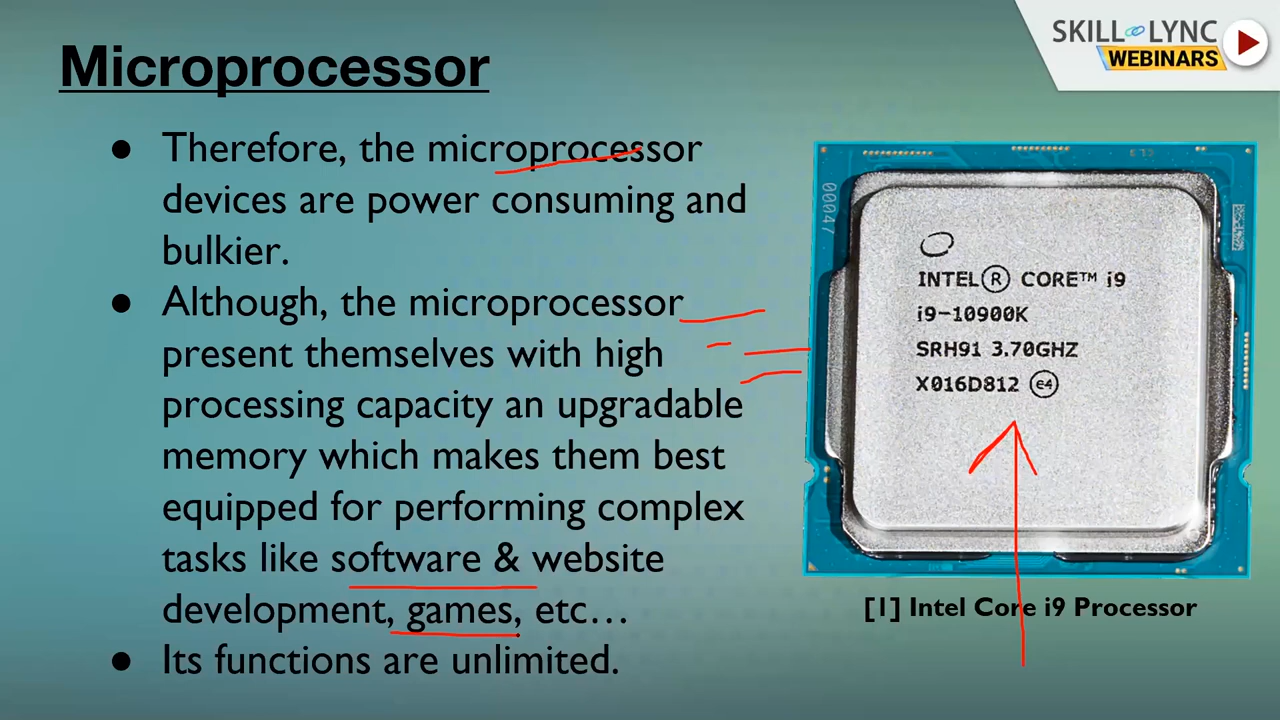 Microprocessor
SKILL LYNC
WEBINARS
● Therefore, the microprocessor
devices are power consuming and
bulkier.
● Although, the microprocessor
present themselves with high
processing capacity an upgradable
memory which makes them best
equipped for performing complex
tasks like software & website
development, games, etc…
● Its functions are unlimited.
00047
INTEL® CORE™ i9
i9-10900K
SRH91 3.70GHZ
X016D812 e4
[1] Intel Core i9 Processor